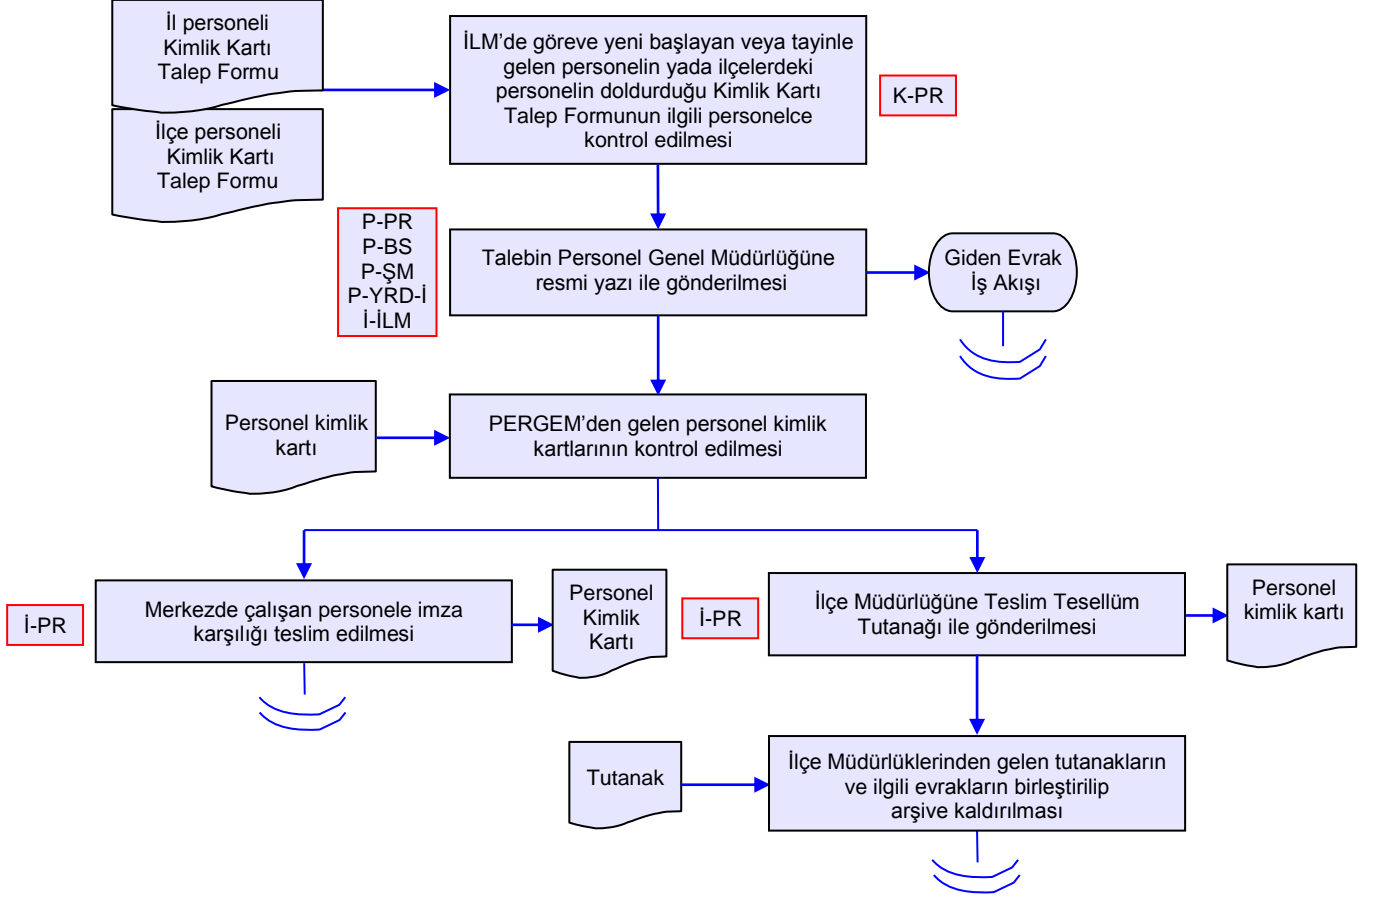 İl personeli
Kimlik Kartı
Talep Formu
İlçe personeli
Kimlik Kartı
Talep Formu
İLM’de göreve yeni başlayan veya tayinle
gelen personelin yada ilçelerdeki
personelin doldurduğu Kimlik Kartı
Talep Formunun ilgili personelce
kontrol edilmesi
K-PR
P-PR
P-BS
P-ŞM
P-YRD-İ
İ-İLM
Talebin Personel Genel Müdürlüğüne
resmi yazı ile gönderilmesi
Giden Evrak
İş Akışı
Personel kimlik
kartı
PERGEM’den gelen personel kimlik
kartlarının kontrol edilmesi
İ-PR
Merkezde çalışan personele imza
karşılığı teslim edilmesi
Personel
Kimlik
Kartı
İ-PR
İlçe Müdürlüğüne Teslim Tesellüm
Tutanağı ile gönderilmesi
Personel
kimlik kartı
Tutanak
İlçe Müdürlüklerinden gelen tutanakların
ve ilgili evrakların birleştirilip
arşive kaldırılması